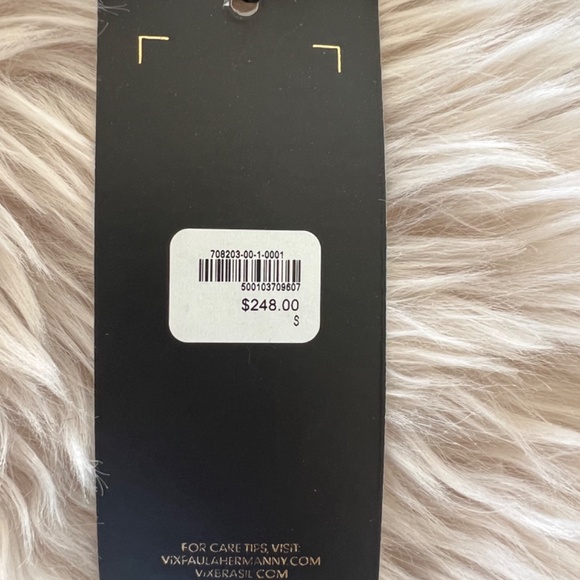 708203-00-1-0001
500103709607
$248.00
S
FOR CARE TIPS, VISIT:
ViXPAULAHERMANNY.COM
ViXBRASIL.COM